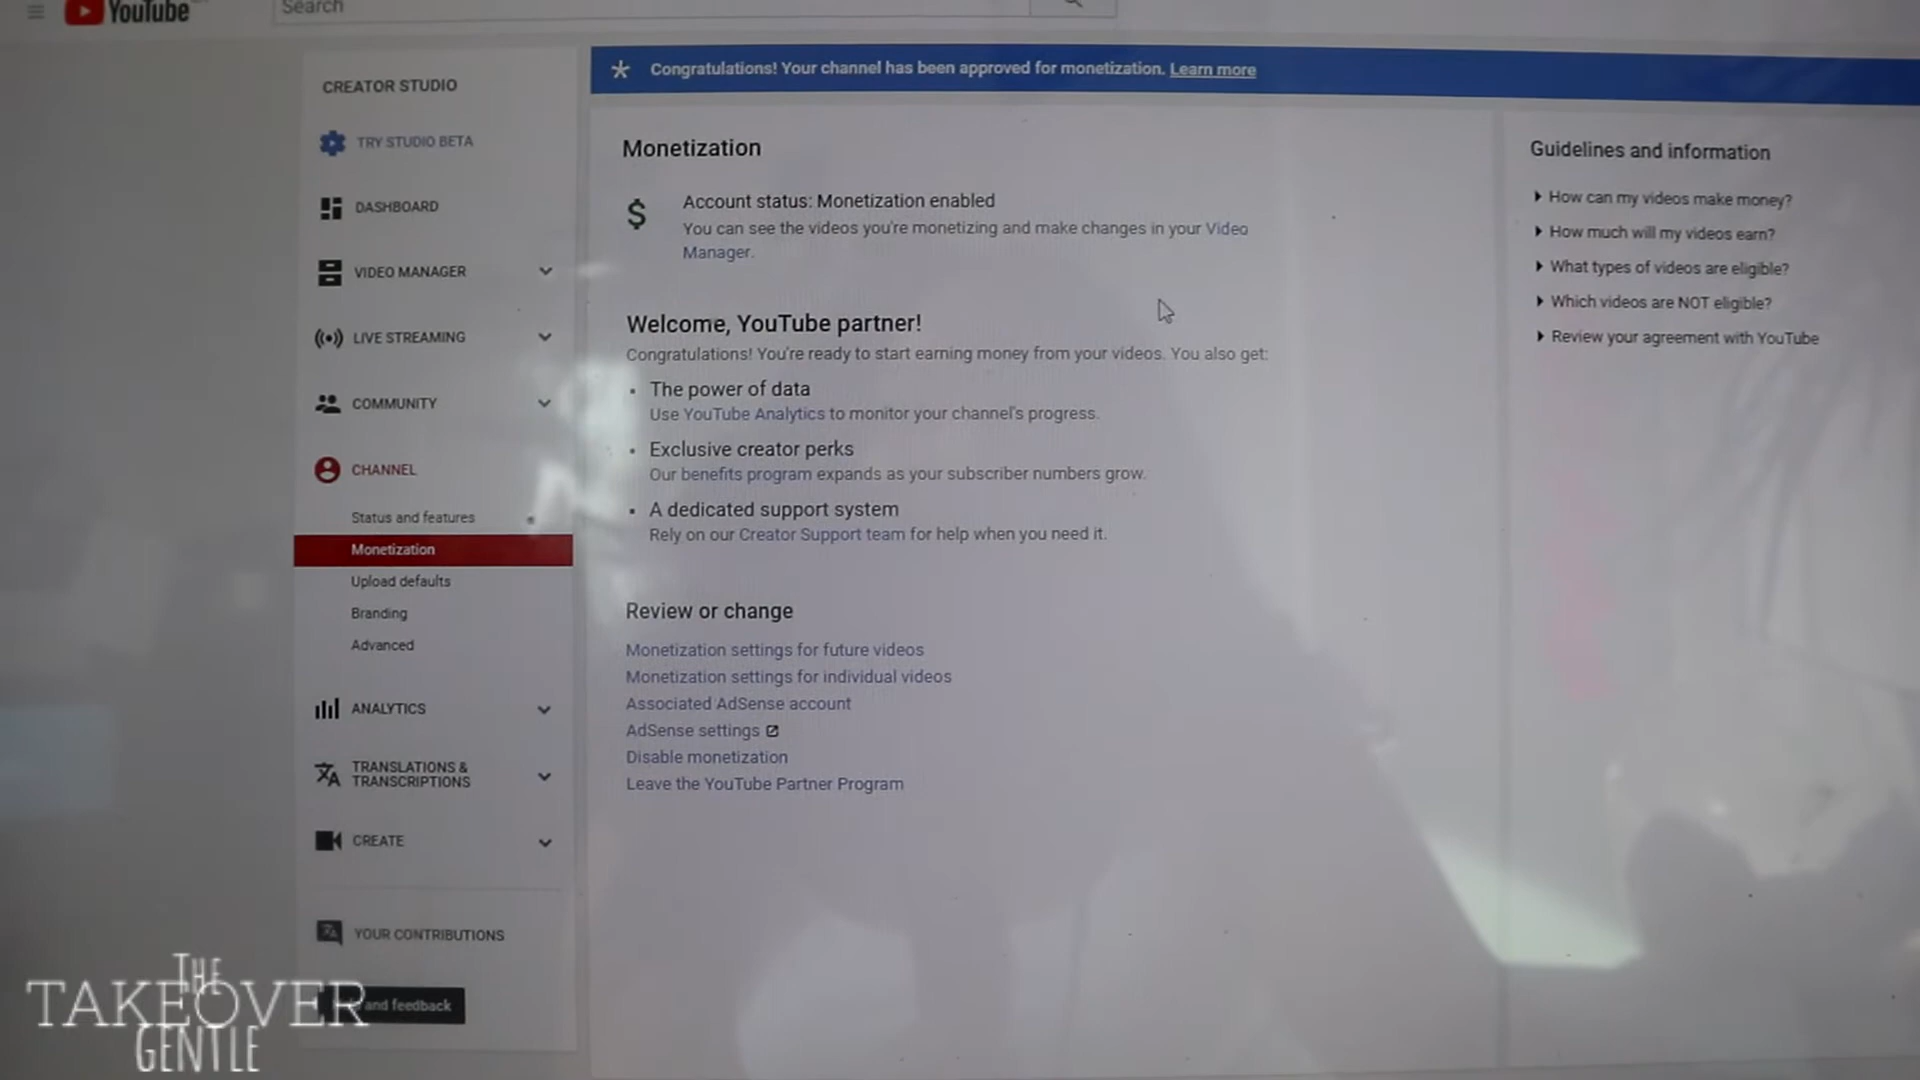 YouTube
Search
CREATOR STUDIO
TRY STUDIO BETA
DASHBOARD
VIDEO MANAGER
LIVE STREAMING
COMMUNITY
CHANNEL
Status and features
Monetization
Upload defaults
Branding
Advanced
ANALYTICS
TRANSLATIONS &
TRANSCRIPTIONS
CREATE
YOUR CONTRIBUTIONS
and feedback
Congratulations! Your channel has been approved for monetization. Learn more
Monetization
$
Account status: Monetization enabled
You can see the videos you're monetizing and make changes in your Video
Manager.
Welcome, YouTube partner!
Congratulations! You're ready to start earning money from your videos. You also get:
The power of data
Use YouTube Analytics to monitor your channel's progress.
Exclusive creator perks
Our benefits program expands as your subscriber numbers grow.
A dedicated support system
Rely on our Creator Support team for help when you need it.
Review or change
Monetization settings for future videos
Monetization settings for individual videos
Associated AdSense account
AdSense settings
Disable monetization
Leave the YouTube Partner Program
Guidelines and information
How can my videos make money?
How much will my videos earn?
What types of videos are eligible?
Which videos are NOT eligible?
Review your agreement with YouTube
THE
TAKEOVER
GENTLE